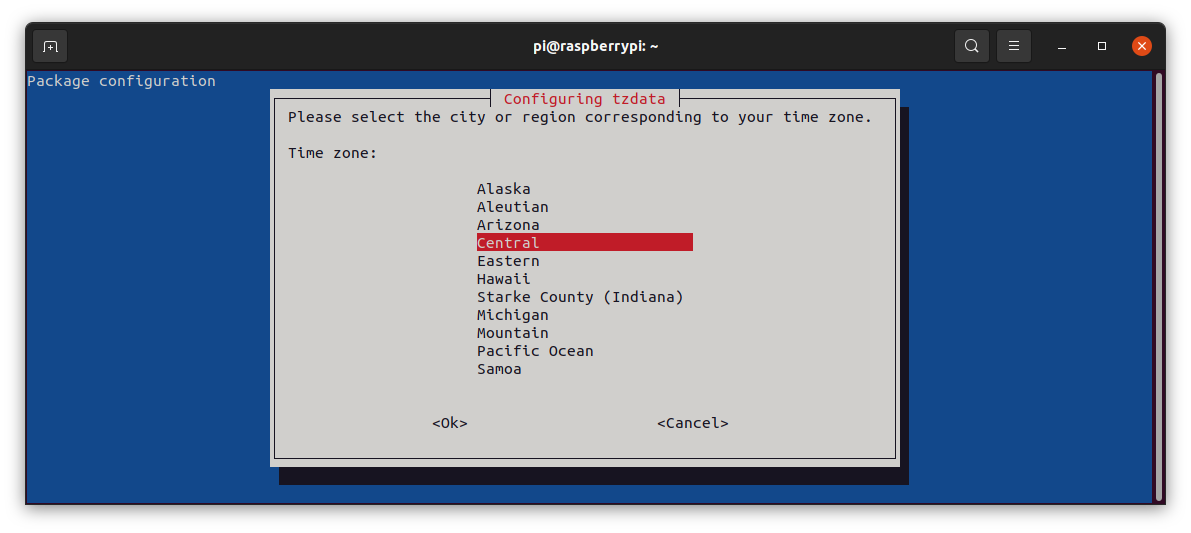 pi@raspberrypi: ~
Package configuration
Configuring tzdata
Please select the city or region corresponding to your time zone.
Time zone:
Alaska
Aleutian
Arizona
Central
Eastern
Hawaii
Starke County (Indiana)
Michigan
Mountain
Pacific Ocean
Samoa
<Ok> <Cancel>